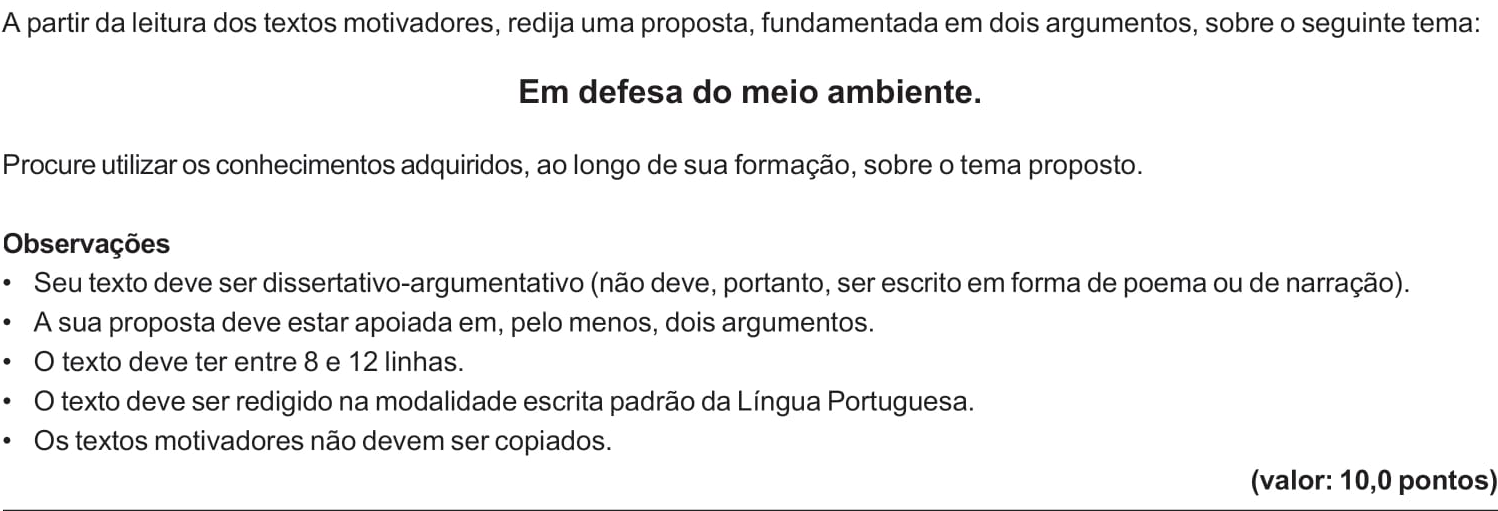 A partir da leitura dos textos motivadores, redija uma proposta, fundamentada em dois argumentos, sobre o seguinte tema:
Em defesa do meio ambiente.
Procure utilizar os conhecimentos adquiridos, ao longo de sua formação, sobre o tema proposto.
Observações
• Seu texto deve ser dissertativo-argumentativo (não deve, portanto, ser escrito em forma de poema ou de narração).
• A sua proposta deve estar apoiada em, pelo menos, dois argumentos.
• O texto deve ter entre 8 e 12 linhas.
• O texto deve ser redigido na modalidade escrita padrão da Língua Portuguesa.
• Os textos motivadores não devem ser copiados.
(valor: 10,0 pontos)